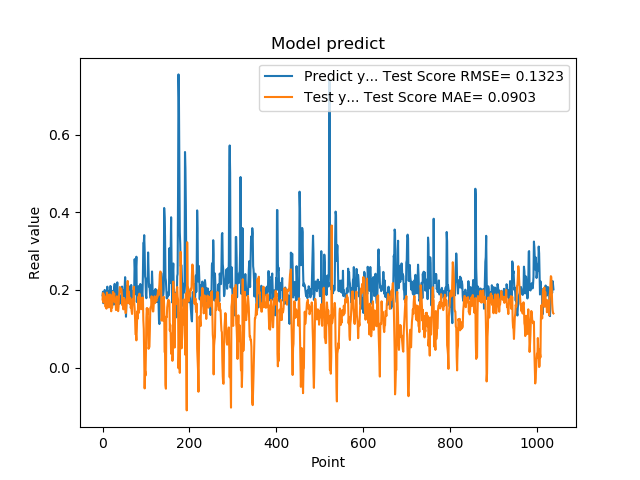 Model predict
Predict y... Test Score RMSE= 0.1323
Test y... Test Score MAE= 0.0903
Real value
0.6
0.4
0.2
0.0
0 200 400 600 800 1000
Point